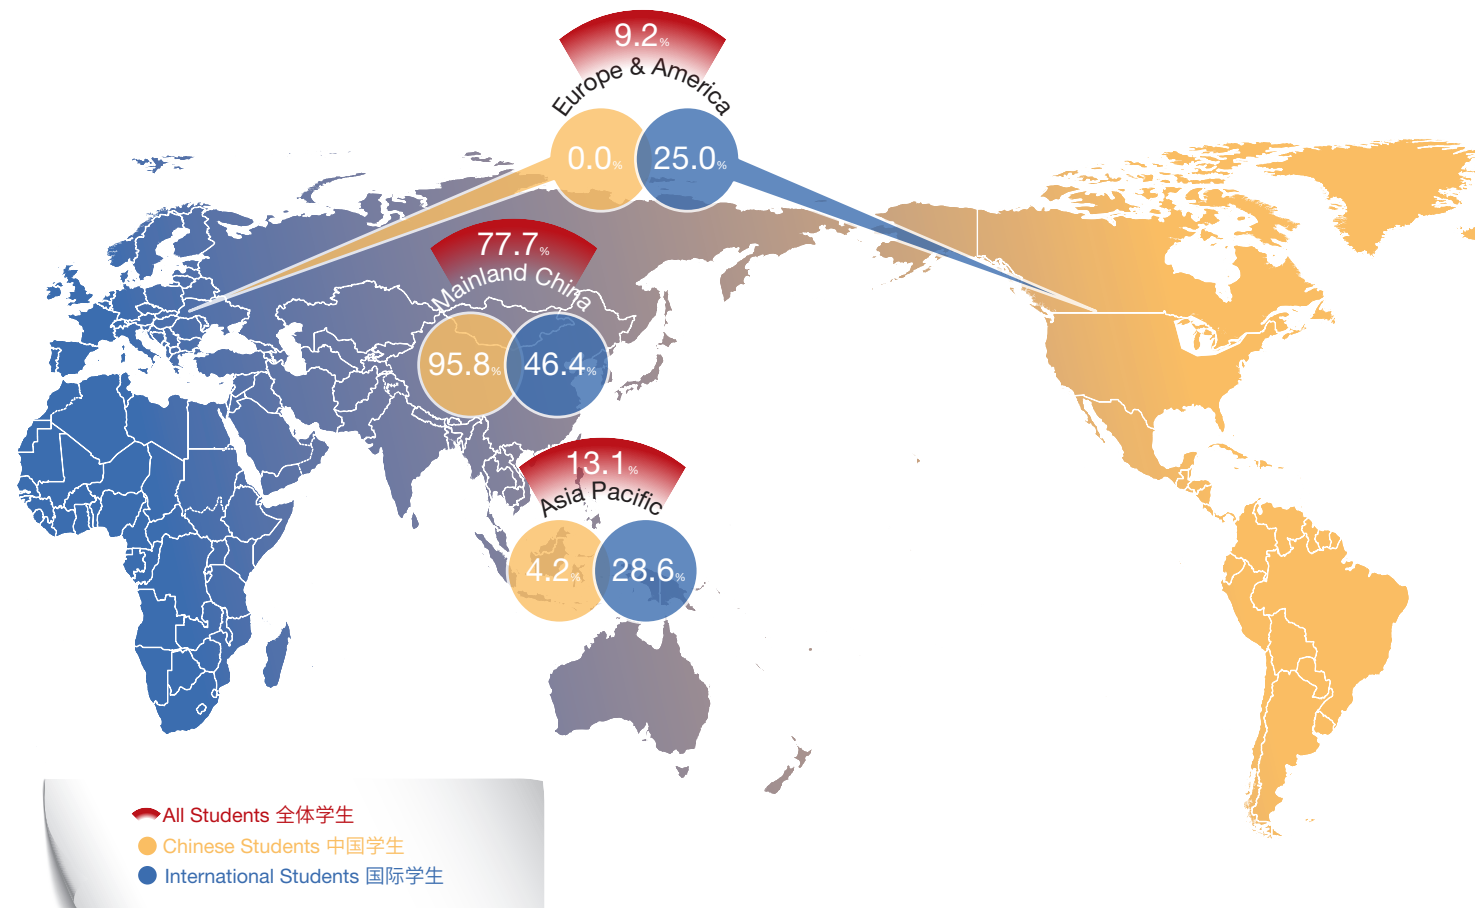 9.2%
Europe & America
0.0%
25.0%
77.7%
Mainland China
95.8%
46.4%
13.1%
Asia Pacific
4.2%
28.6%
All Students 全体学生
Chinese Students 中国学生
International Students 国际学生